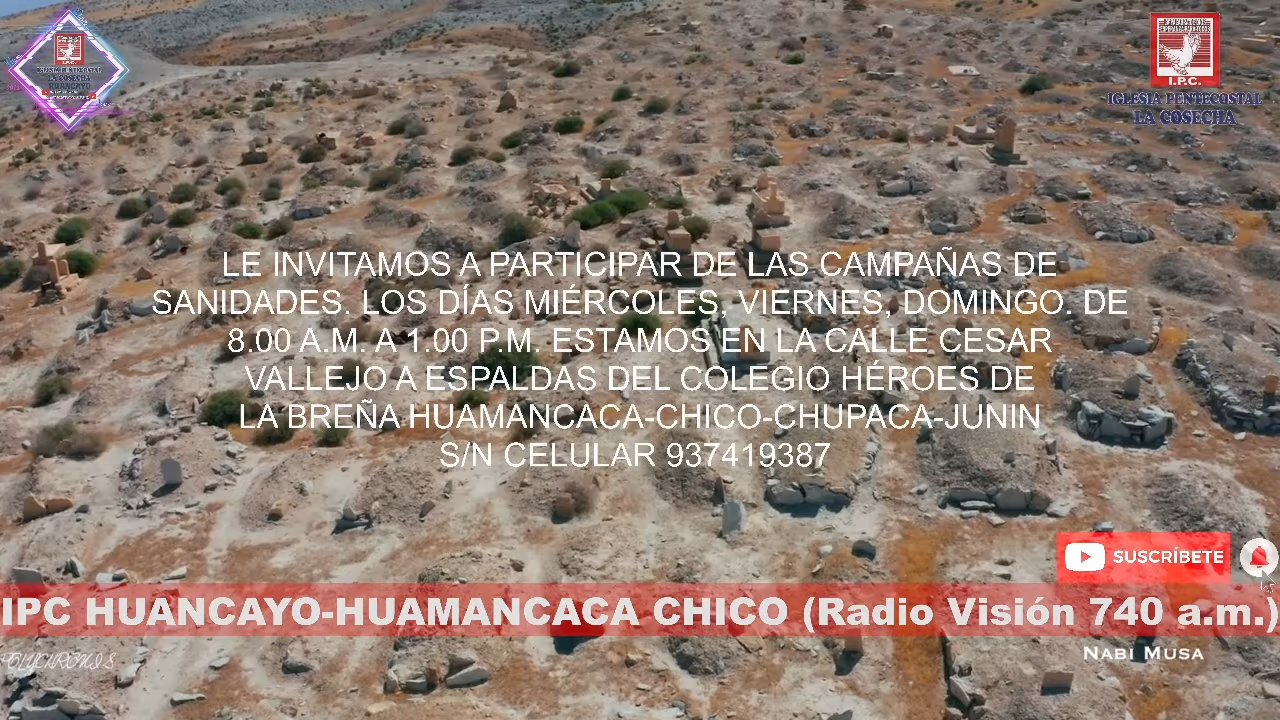 I.P.C.
IGLESIA PENTECOSTAL
LA COSECHA
LE INVITAMOS A PARTICIPAR DE LAS CAMPAÑAS DE
SANIDADES. LOS DÍAS MIÉRCOLES, VIERNES, DOMINGO. DE
8.00 A.M. A 1.00 P.M. ESTAMOS EN LA CALLE CESAR
VALLEJO A ESPALDAS DEL COLEGIO HÉROES DE
LA BREÑA HUAMANCACA-CHICO-CHUPACA-JUNIN
S/N CELULAR 937419387
SUSCRÍBETE
IPC HUANCAYO-HUAMANCACA CHICO (Radio Visión 740 a.m.)
NABI MUSA